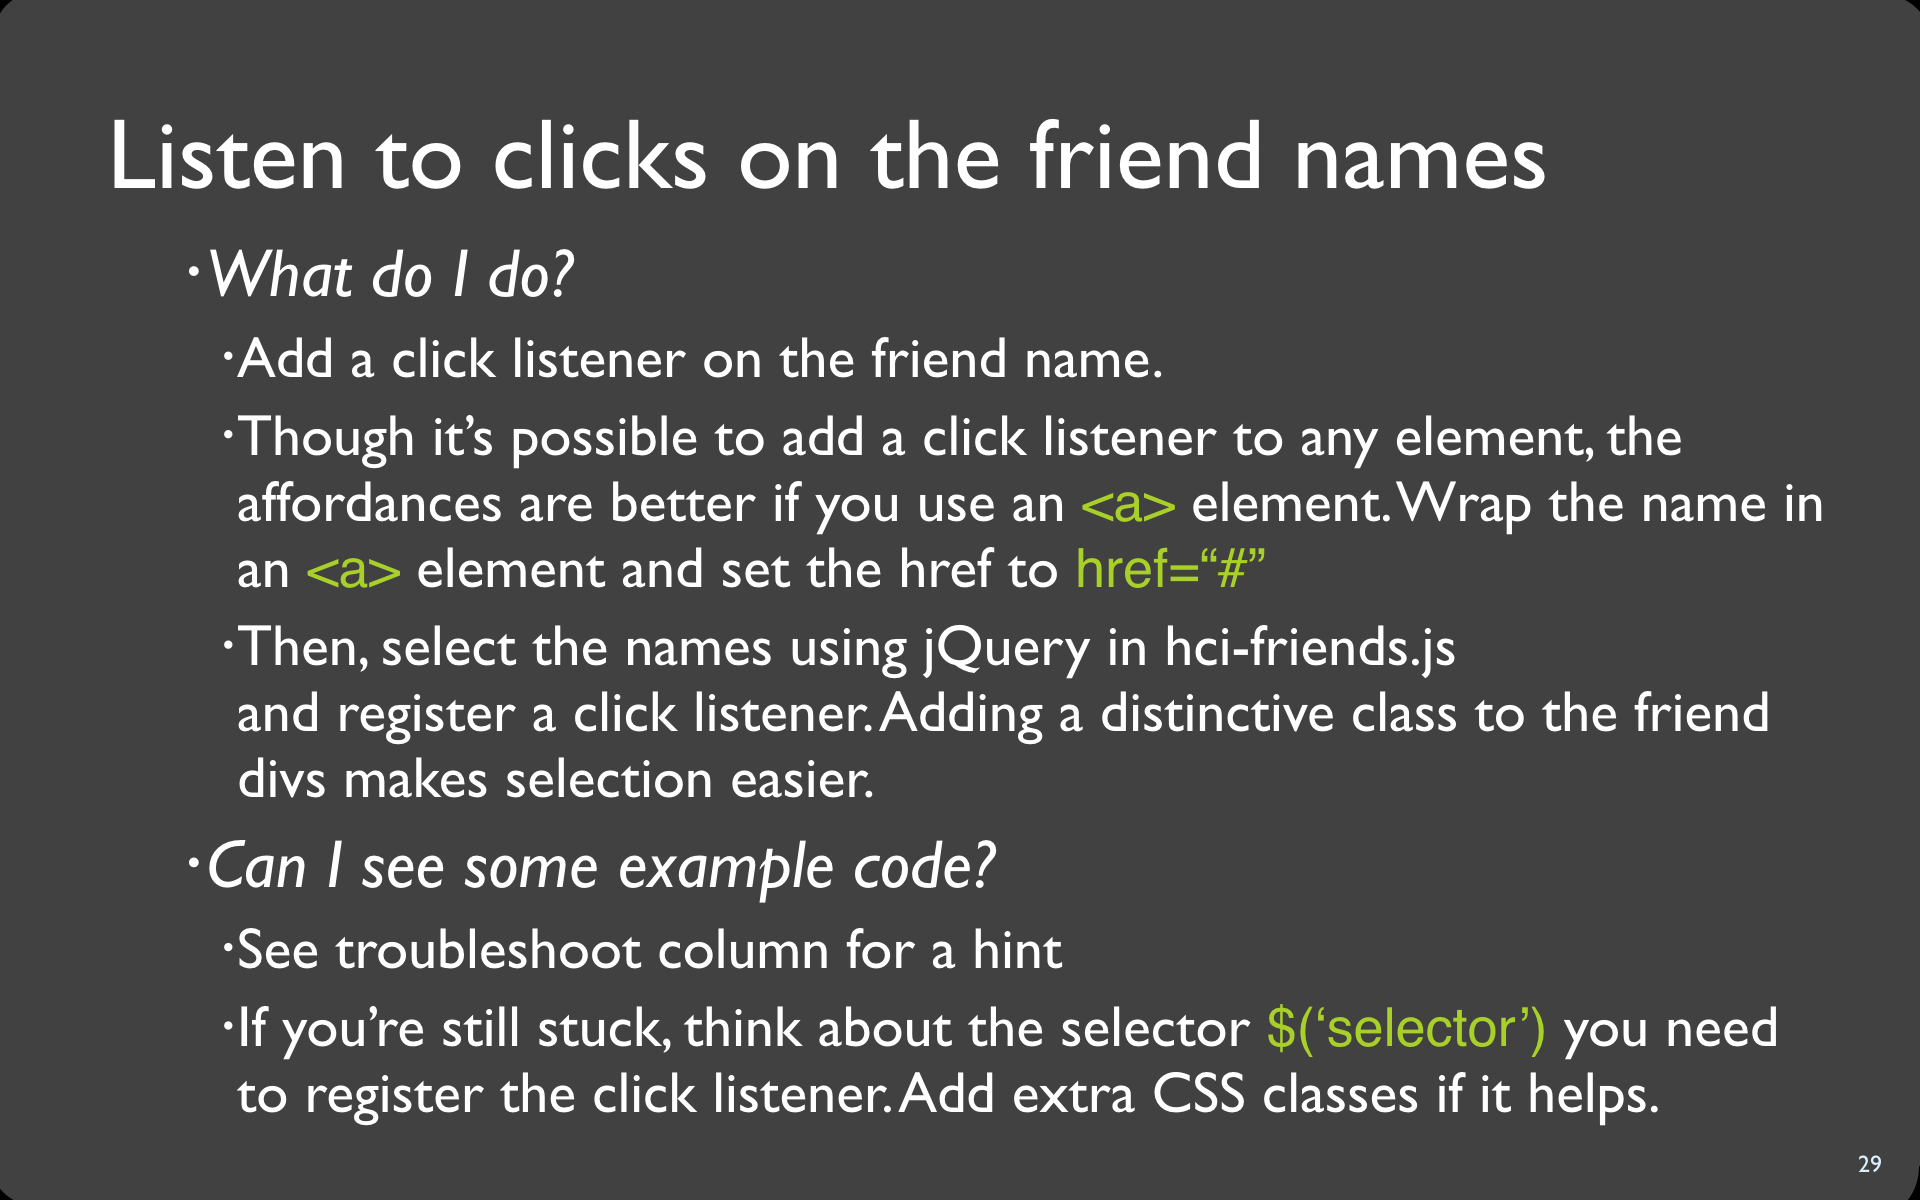 Listen to clicks on the friend names
•What do I do?
•Add a click listener on the friend name.
•Though it’s possible to add a click listener to any element, the
affordances are better if you use an <a> element. Wrap the name in
an <a> element and set the href to href=“#”
•Then, select the names using jQuery in hci-friends.js
and register a click listener. Adding a distinctive class to the friend
divs makes selection easier.
•Can I see some example code?
•See troubleshoot column for a hint
•If you’re still stuck, think about the selector $(‘selector’) you need
to register the click listener. Add extra CSS classes if it helps.
29